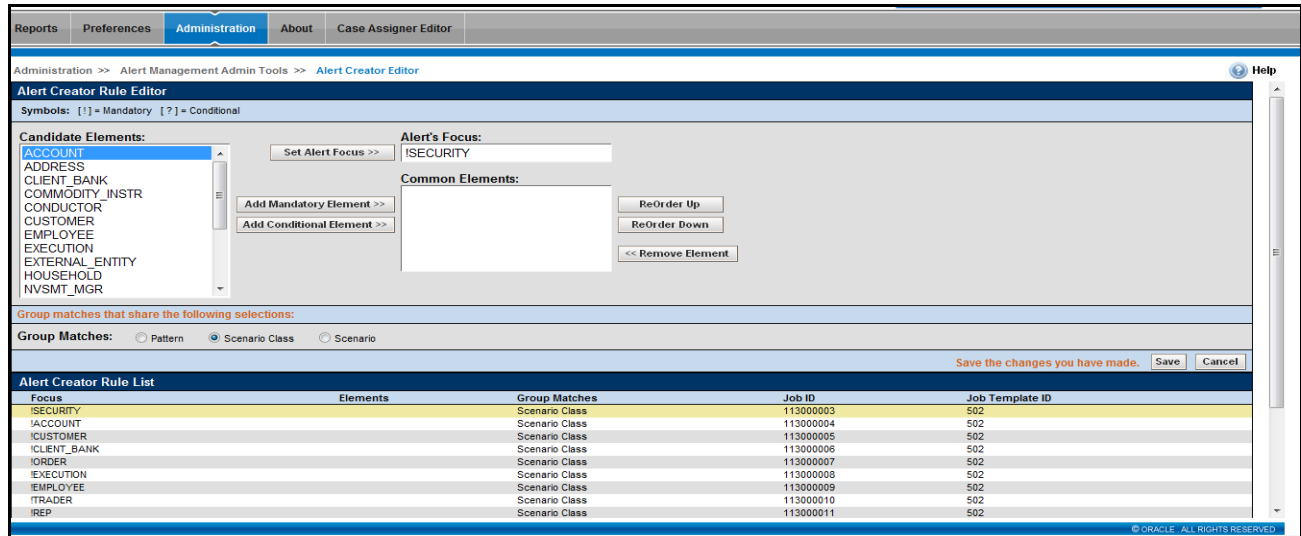 Reports Preferences Administration About Case Assigner Editor
Administration >> Alert Management Admin Tools >> Alert Creator Editor Help
Alert Creator Rule Editor
Symbols: [!] = Mandatory [?] = Conditional
Candidate Elements: Alert's Focus:
ACCOUNT Set Alert Focus >> !SECURITY
ADDRESS
CLIENT_BANK Common Elements:
COMMODITY_INSTR
CONDUCTOR Add Mandatory Element >> ReOrder Up
CUSTOMER
EMPLOYEE Add Conditional Element >> ReOrder Down
EXECUTION
EXTERNAL_ENTITY << Remove Element
HOUSEHOLD
NVSMT_MGR
Group matches that share the following selections:
Group Matches: Pattern Scenario Class Scenario
Save the changes you have made. Save Cancel
Alert Creator Rule List
Focus Elements Group Matches Job ID Job Template ID
!SECURITY Scenario Class 113000003 502
!ACCOUNT Scenario Class 113000004 502
!CUSTOMER Scenario Class 113000005 502
!CLIENT_BANK Scenario Class 113000006 502
!ORDER Scenario Class 113000007 502
!EXECUTION Scenario Class 113000008 502
!EMPLOYEE Scenario Class 113000009 502
!TRADER Scenario Class 113000010 502
!REP Scenario Class 113000011 502
© ORACLE . ALL RIGHTS RESERVED